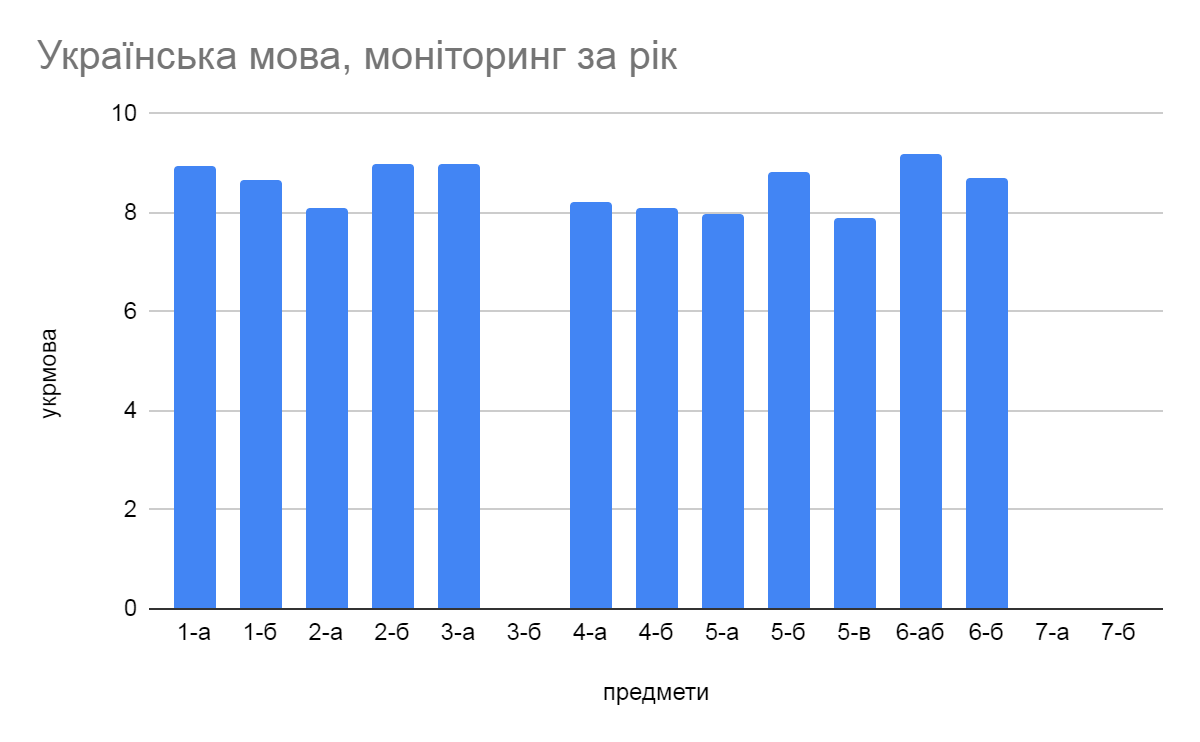 Українська мова, моніторинг за рік
10
8
6
4
2
0
укрмова
1-а 1-б 2-а 2-б 3-а 3-б 4-а 4-б 5-а 5-б 5-в 6-аб 6-б 7-а 7-б
предмети